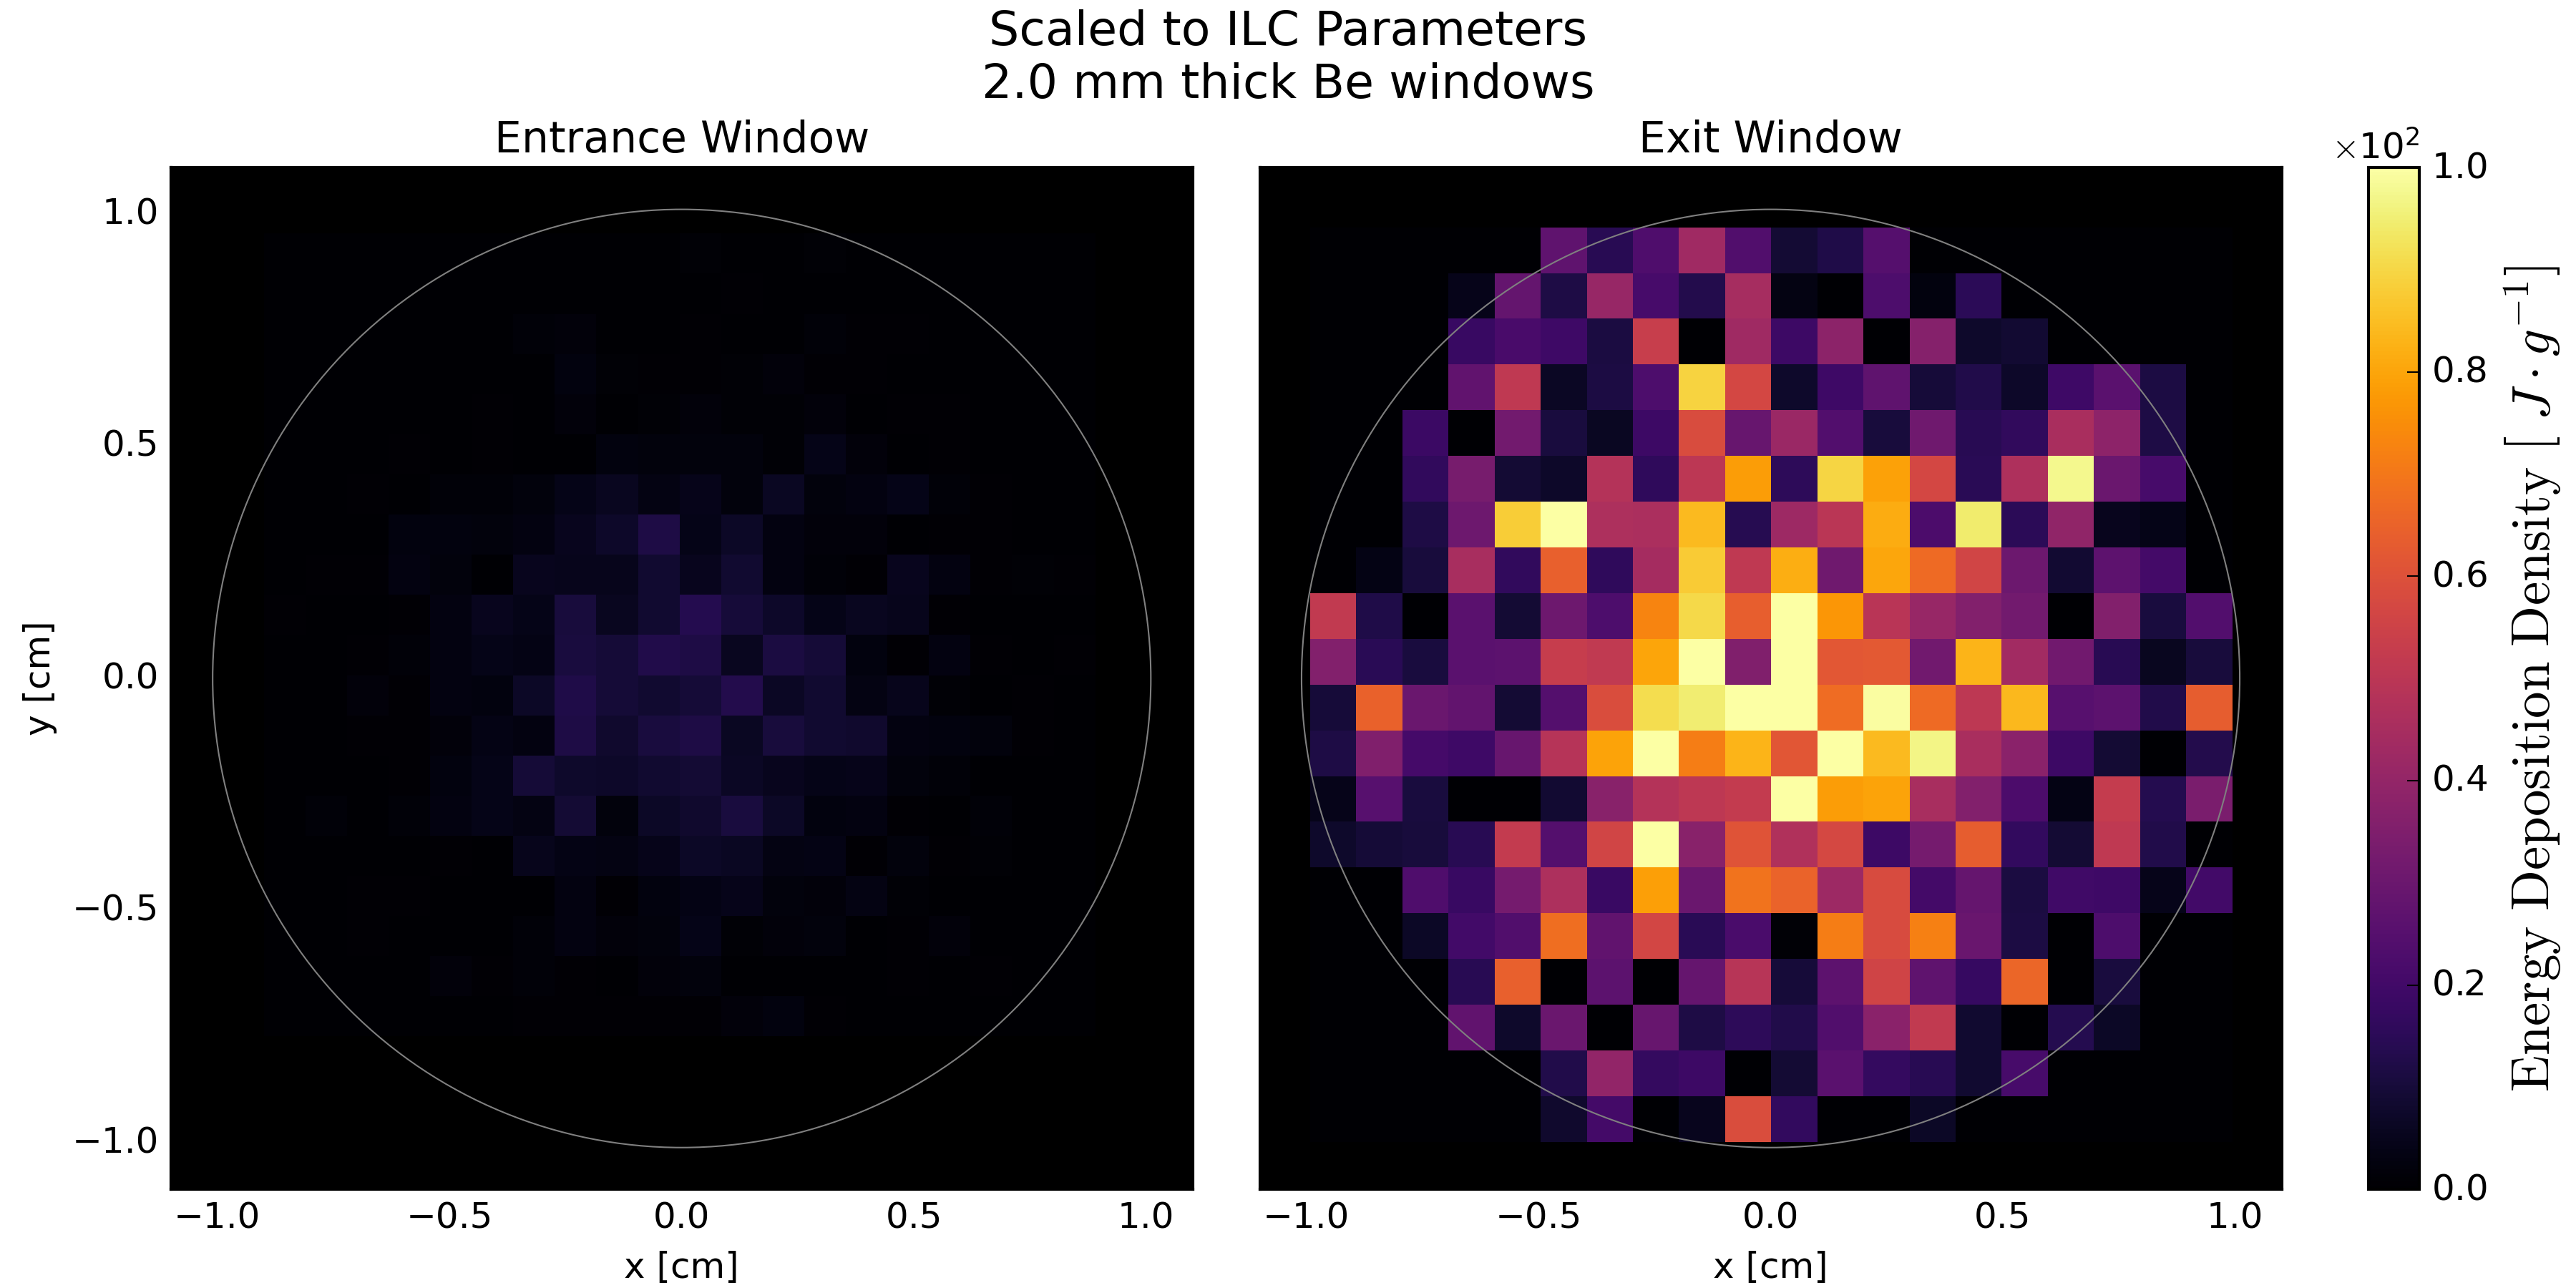 Scaled to ILC Parameters
2.0 mm thick Be windows
Entrance Window
Exit Window
×10²
1.0
0.5
0.0
−0.5
−1.0
y [cm]
−1.0 −0.5 0.0 0.5 1.0
x [cm]
−1.0 −0.5 0.0 0.5 1.0
x [cm]
1.0
0.8
0.6
0.4
0.2
0.0
Energy Deposition Density [ J · g⁻¹]